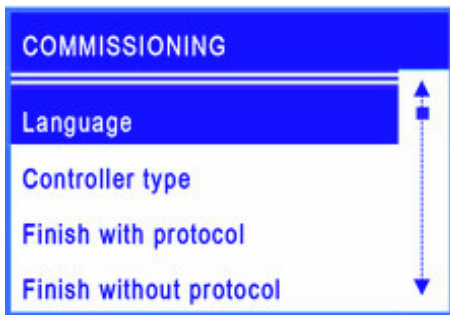 COMMISSIONING
Language
Controller type
Finish with protocol
Finish without protocol